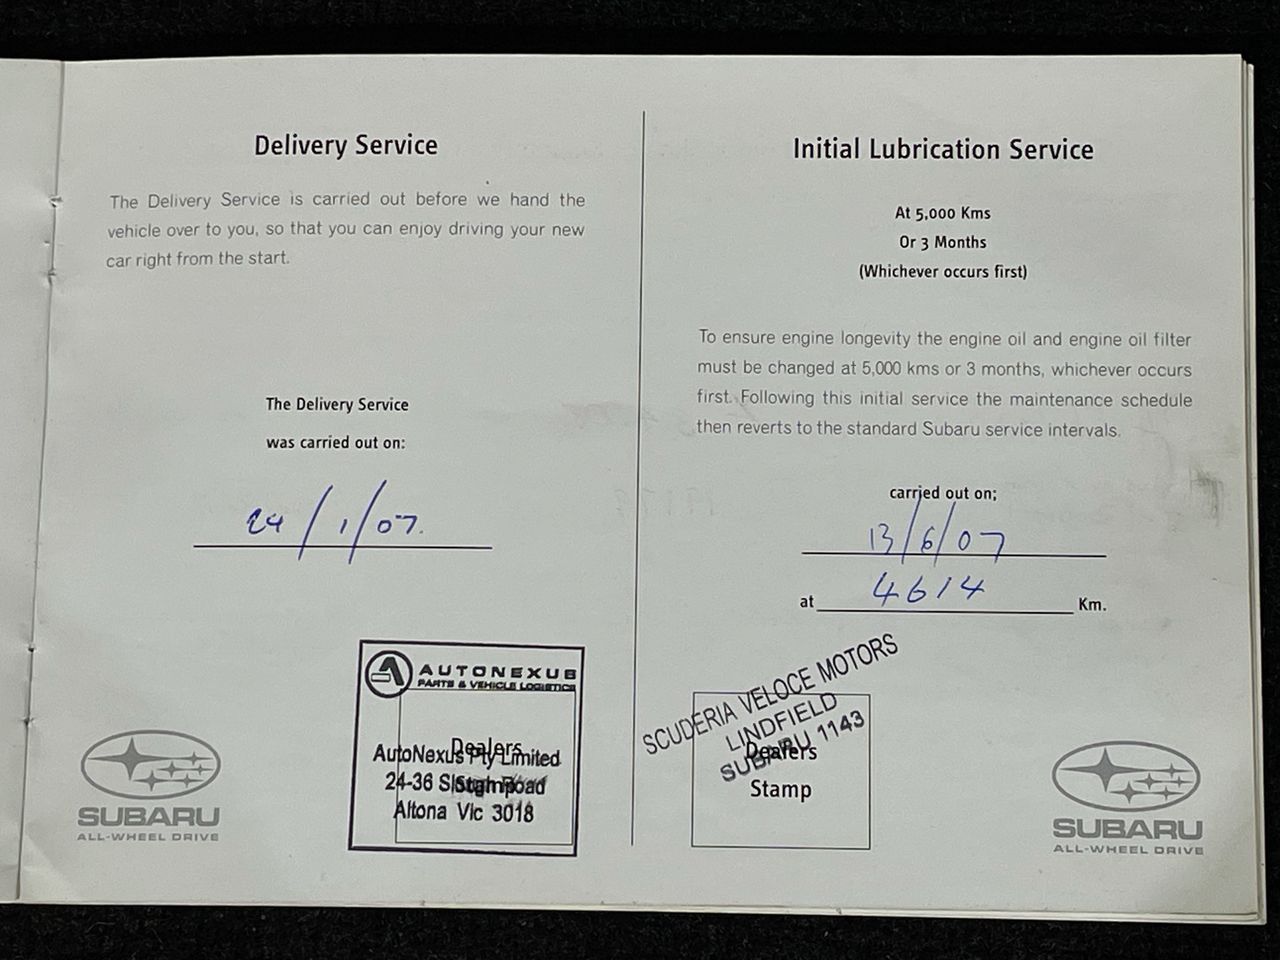 Delivery Service
The Delivery Service is carried out before we hand the
vehicle over to you, so that you can enjoy driving your new
car right from the start.
The Delivery Service
was carried out on:
24/1/07.
AUTONEXUS
PARTS & VEHICLE LOGISTICS
Dealers
Stamp
AutoNexus Pty Limited
24-36 Slough Road
Altona Vic 3018
SUBARU
ALL-WHEEL DRIVE
Initial Lubrication Service
At 5,000 Kms
Or 3 Months
(Whichever occurs first)
To ensure engine longevity the engine oil and engine oil filter
must be changed at 5,000 kms or 3 months, whichever occurs
first. Following this initial service the maintenance schedule
then reverts to the standard Subaru service intervals.
carried out on;
13/6/07
at 4614 Km.
SCUDERIA VELOCE MOTORS
LINDFIELD
SUBARU 1143
Dealers
Stamp
SUBARU
ALL-WHEEL DRIVE